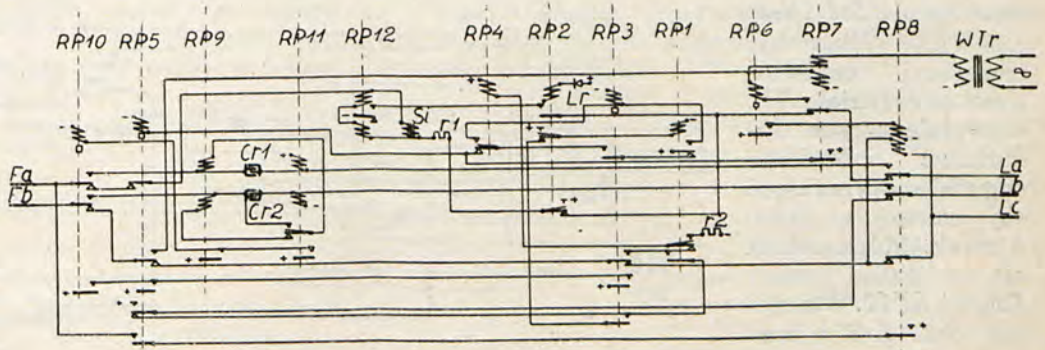 RP10 RP5 RP9 RP11 RP12 RP4 RP2 RP3 RP1 RP6 RP7 RP8 WTr
Lr
S1 r1
Cr1
Cr2
r2
Fa
Fb
La
Lb
Lc